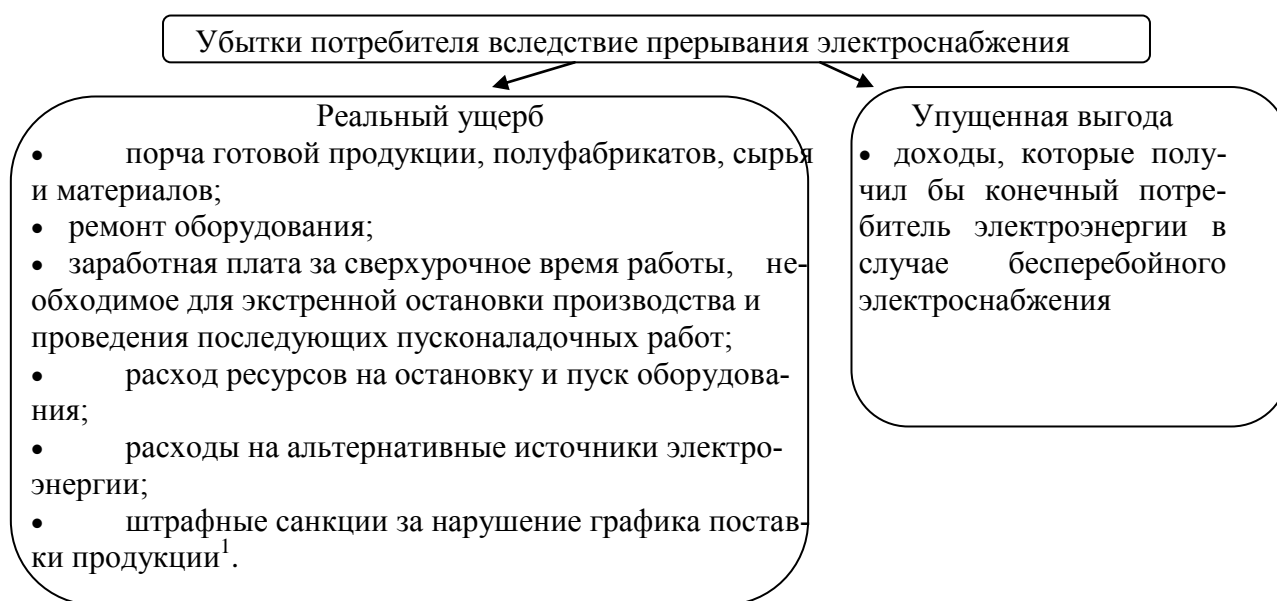 Убытки потребителя вследствие прерывания электроснабжения
Реальный ущерб
• порча готовой продукции, полуфабрикатов, сырья
и материалов;
• ремонт оборудования;
• заработная плата за сверхурочное время работы, не-
обходимое для экстренной остановки производства и
проведения последующих пусконаладочных работ;
• расход ресурсов на остановку и пуск оборудова-
ния;
• расходы на альтернативные источники электро-
энергии;
• штрафные санкции за нарушение графика постав-
ки продукции¹.
Упущенная выгода
• доходы, которые полу-
чил бы конечный потре-
битель электроэнергии в
случае бесперебойного
электроснабжения